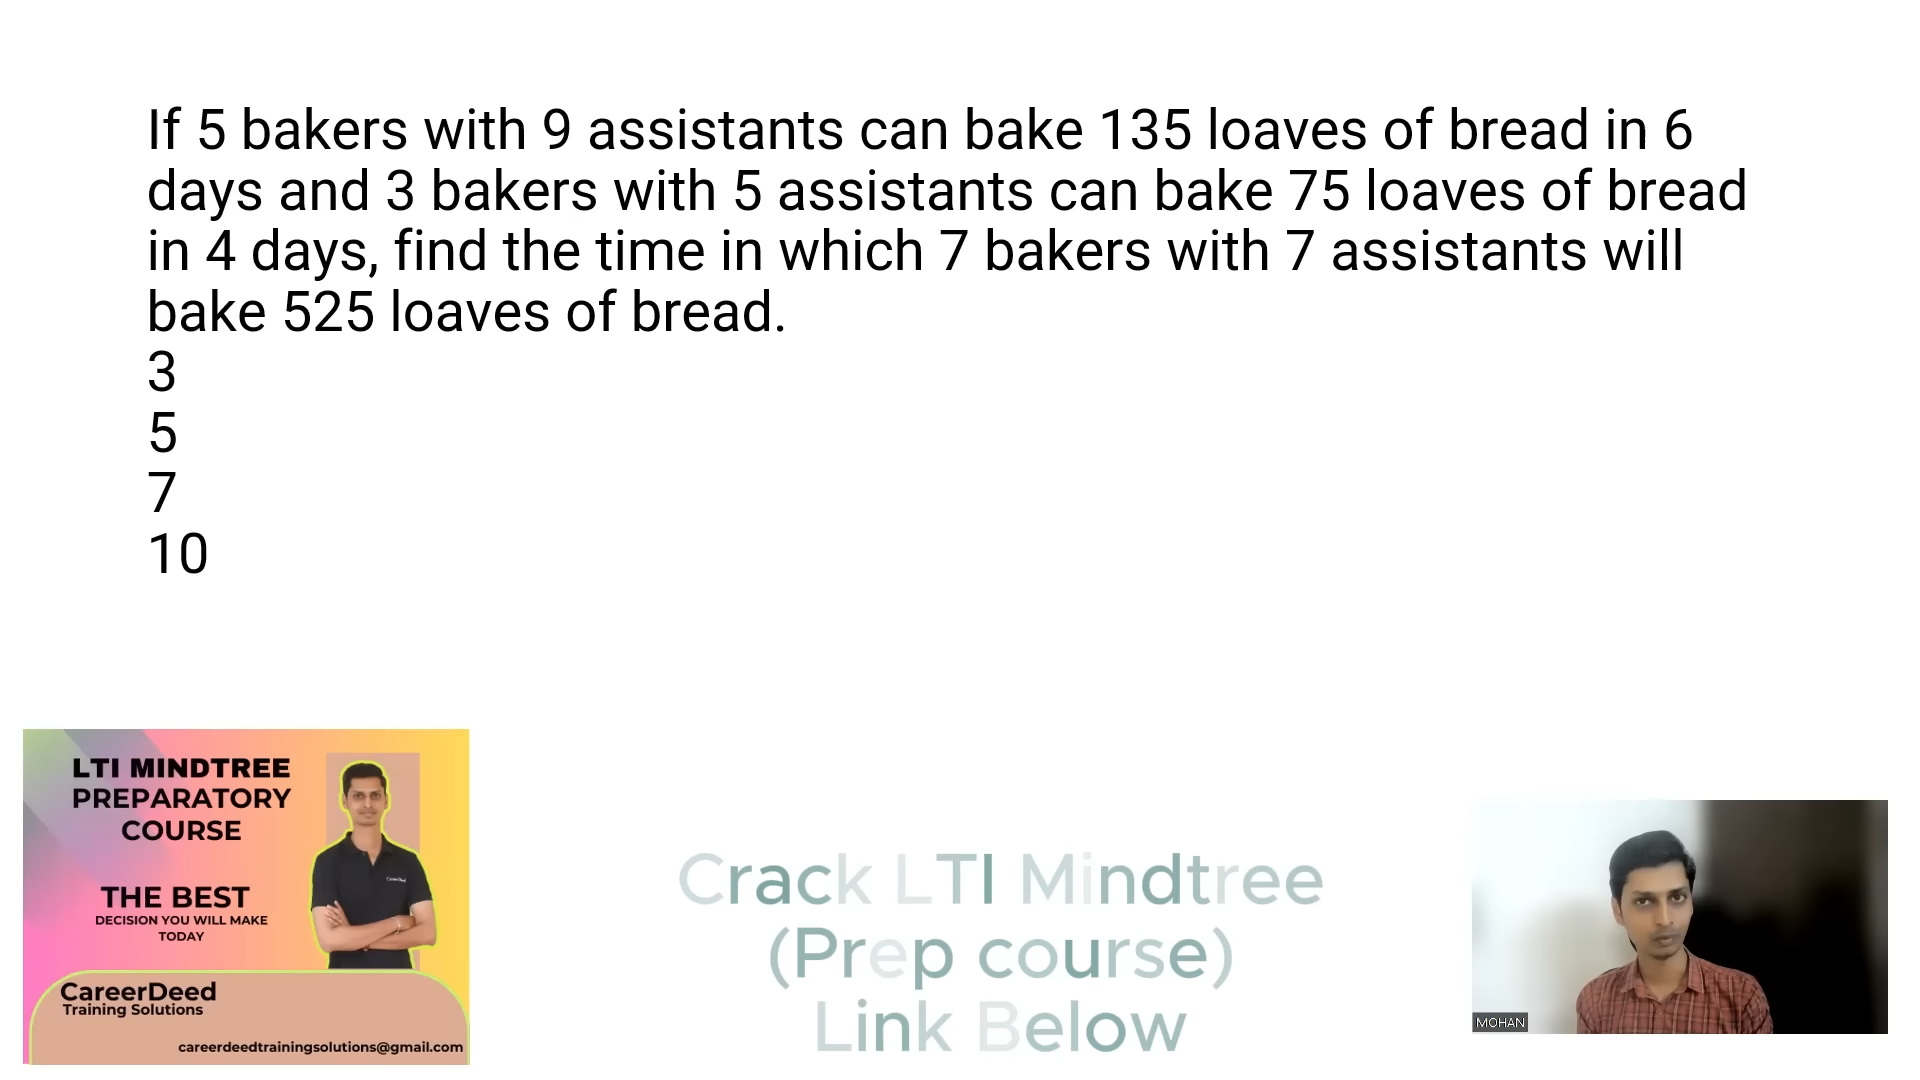 If 5 bakers with 9 assistants can bake 135 loaves of bread in 6
days and 3 bakers with 5 assistants can bake 75 loaves of bread
in 4 days, find the time in which 7 bakers with 7 assistants will
bake 525 loaves of bread.
3
5
7
10
LTI MINDTREE
PREPARATORY
COURSE
THE BEST
DECISION YOU WILL MAKE
TODAY
CareerDeed
CareerDeed
Training Solutions
careerdeedtrainingsolutions@gmail.com
Crack LTI Mindtree
(Prep course)
Link Below
MOHAN